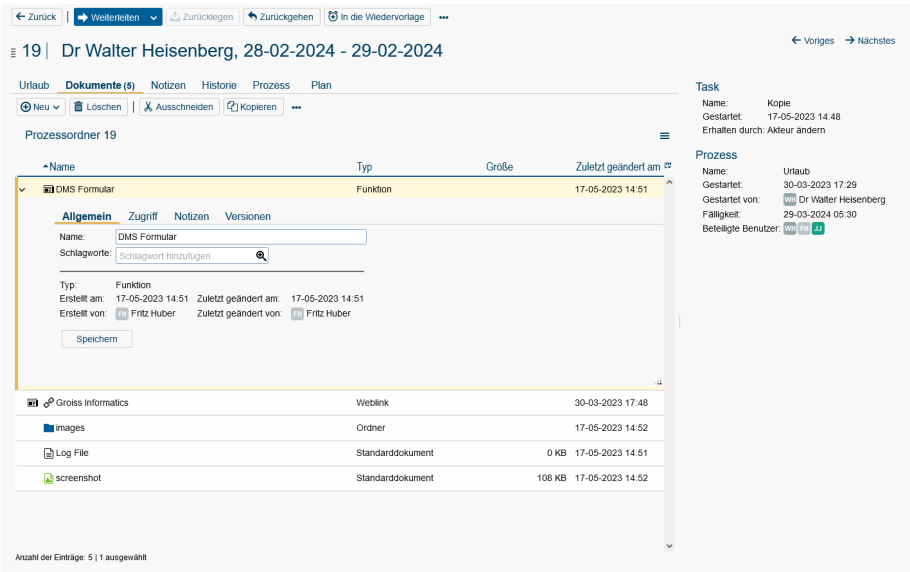 Zurück | Weiterleiten Zurücklegen Zurückgehen In die Wiedervorlage •••
Voriges Nächstes
19 | Dr Walter Heisenberg, 28-02-2024 - 29-02-2024
Urlaub Dokumente (5) Notizen Historie Prozess Plan
Neu Löschen | Ausschneiden Kopieren •••
Prozessordner 19
Name Typ Größe Zuletzt geändert am
DMS Formular Funktion 17-05-2023 14:51
Allgemein Zugriff Notizen Versionen
Name: DMS Formular
Schlagworte: Schlagwort hinzufügen
Typ: Funktion
Erstellt am: 17-05-2023 14:51 Zuletzt geändert am: 17-05-2023 14:51
Erstellt von: FH Fritz Huber Zuletzt geändert von: FH Fritz Huber
Speichern
Groiss Informatics Weblink 30-03-2023 17:48
images Ordner 17-05-2023 14:52
Log File Standarddokument 0 KB 17-05-2023 14:51
screenshot Standarddokument 108 KB 17-05-2023 14:52
Anzahl der Einträge: 5 | 1 ausgewählt
Task
Name: Kopie
Gestartet: 17-05-2023 14:48
Erhalten durch: Akteur ändern
Prozess
Name: Urlaub
Gestartet: 30-03-2023 17:29
Gestartet von: WH Dr Walter Heisenberg
Fälligkeit: 29-03-2024 05:30
Beteiligte Benutzer: WH FH JJ